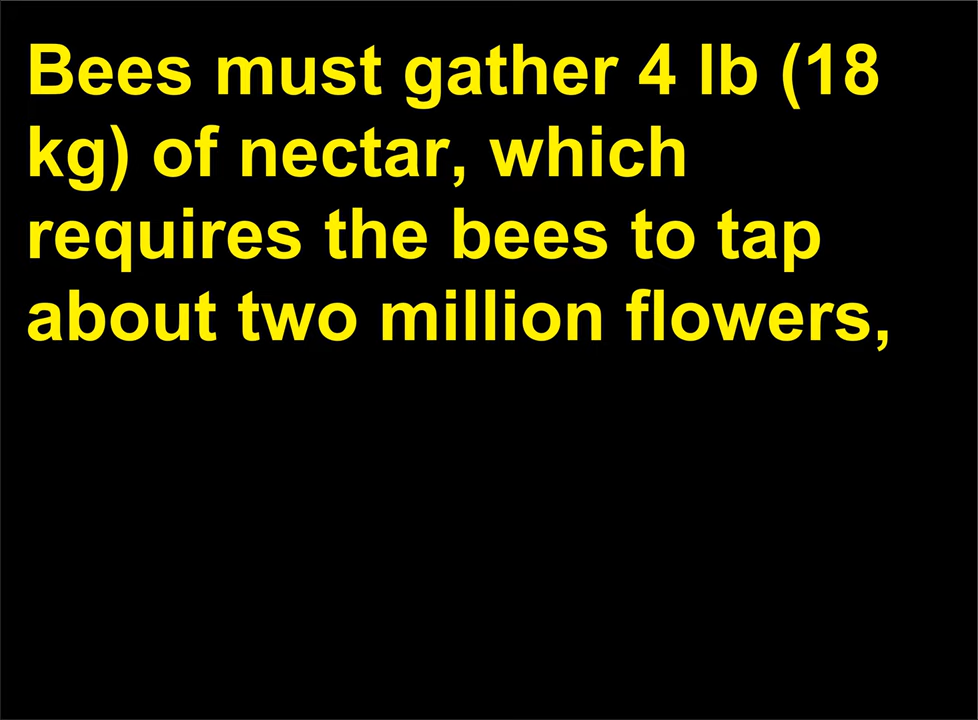 Bees must gather 4 lb (18
kg) of nectar, which
requires the bees to tap
about two million flowers,